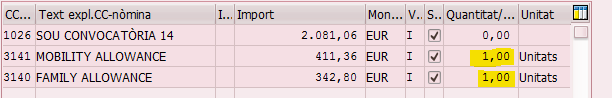 CC... Text expl.CC-nòmina I... Import Mon... V.. S.. Quantitat/... Unitat
1026 SOU CONVOCATÒRIA 14 2.081,06 EUR I 0,00
3141 MOBILITY ALLOWANCE 411,36 EUR I 1,00 Unitats
3140 FAMILY ALLOWANCE 342,80 EUR I 1,00 Unitats